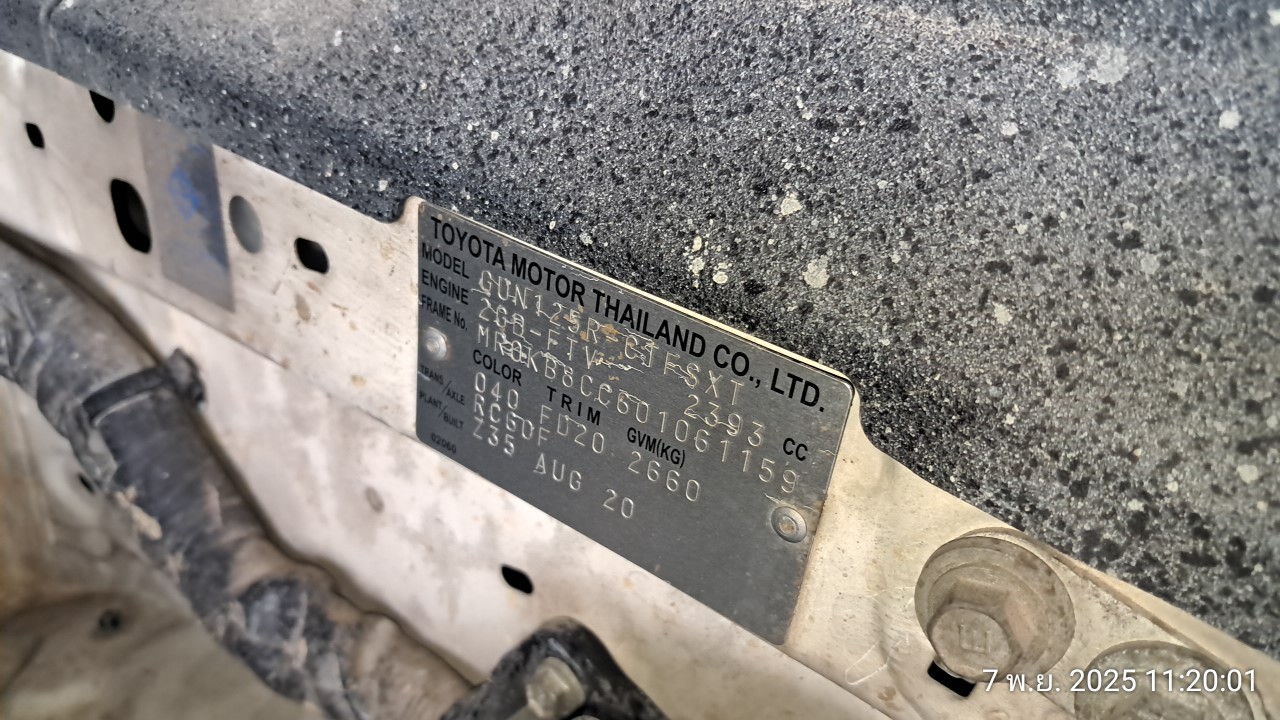 TOYOTA MOTOR THAILAND CO., LTD.
MODEL GUN125R-CTFSXT
ENGINE 2GD-FTV 2393 CC
FRAME No. MR0KB8CC601061159
COLOR TRIM GVM(KG)
040 FD20 2660
TRANS/AXLE RC60F
PLANT/BUILT Z35 AUG 20
02060
7 พ.ย. 2025 11:20:01